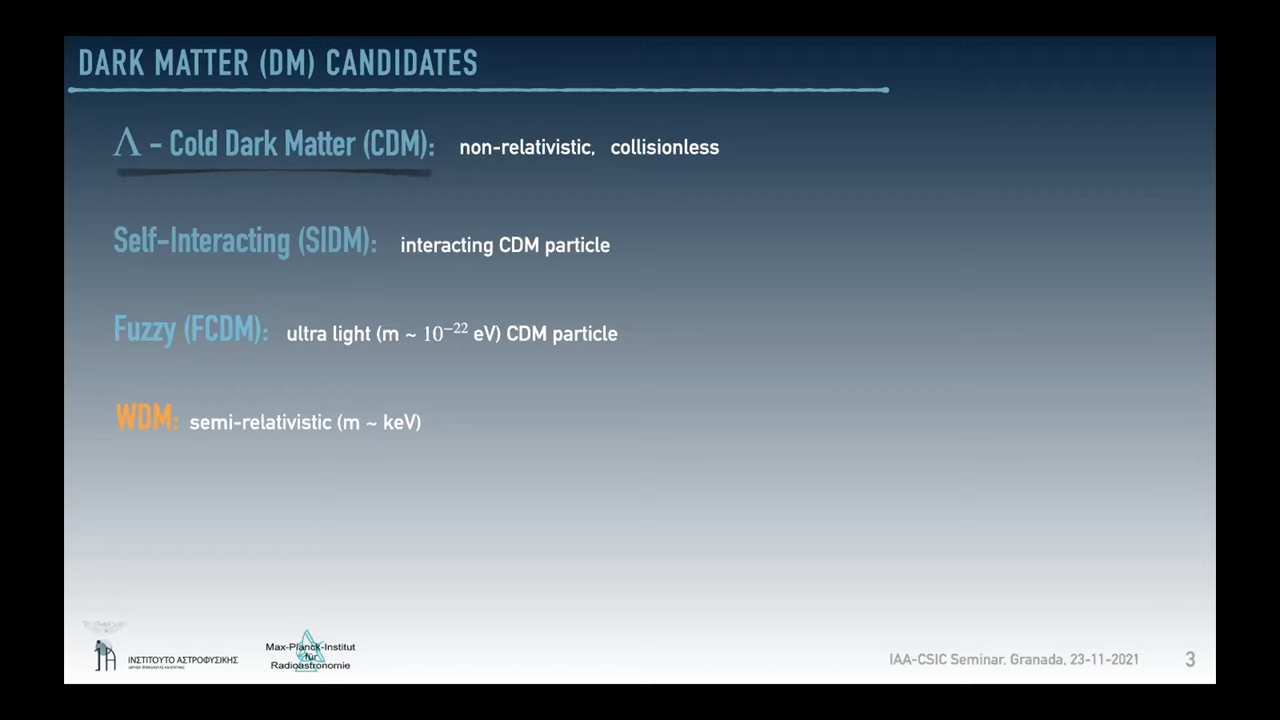 DARK MATTER (DM) CANDIDATES
Λ - Cold Dark Matter (CDM): non-relativistic, collisionless
Self-Interacting (SIDM): interacting CDM particle
Fuzzy (FCDM): ultra light (m ~ 10⁻²² eV) CDM particle
WDM: semi-relativistic (m ~ keV)
ΙΝΣΤΙΤΟΥΤΟ ΑΣΤΡΟΦΥΣΙΚΗΣ
Max-Planck-Institut
für
Radioastronomie
IAA-CSIC Seminar, Granada, 23-11-2021 3